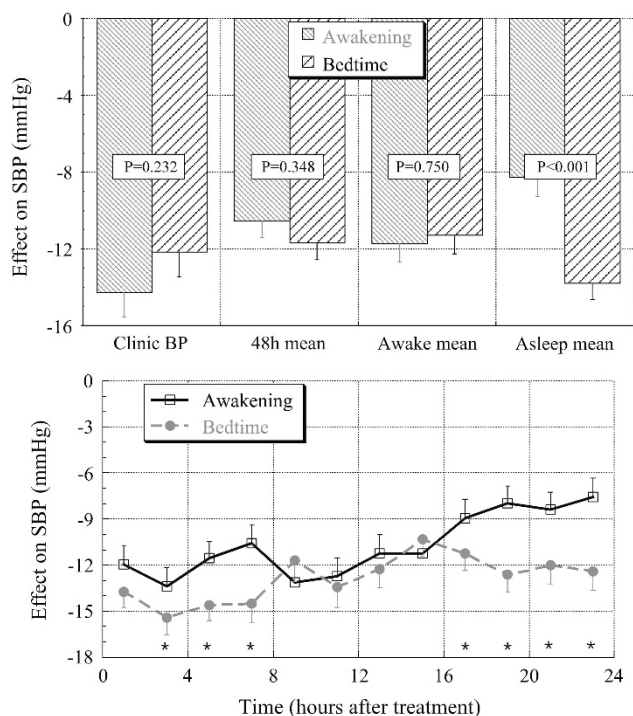 0
Awakening
Bedtime
-4
-8
P=0.232 P=0.348 P=0.750 P<0.001
-12
-16
Effect on SBP (mmHg)
Clinic BP 48h mean Awake mean Asleep mean
0
Awakening
Bedtime
-3
-6
-9
-12
-15
-18
Effect on SBP (mmHg)
* * * * * * *
0 4 8 12 16 20 24
Time (hours after treatment)